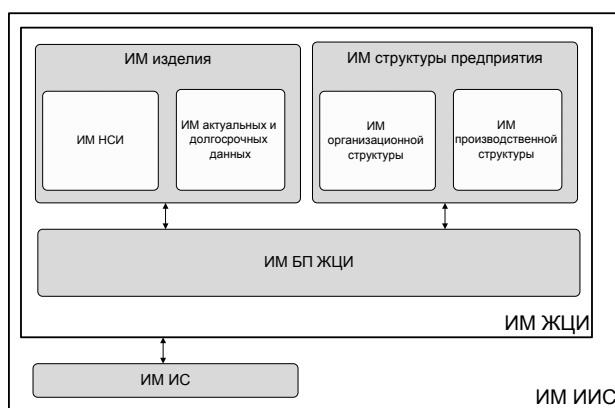 ИМ изделия
ИМ структуры предприятия
ИМ НСИ
ИМ актуальных и
долгосрочных
данных
ИМ
организационной
структуры
ИМ
производственной
структуры
ИМ БП ЖЦИ
ИМ ЖЦИ
ИМ ИС
ИМ ИИС